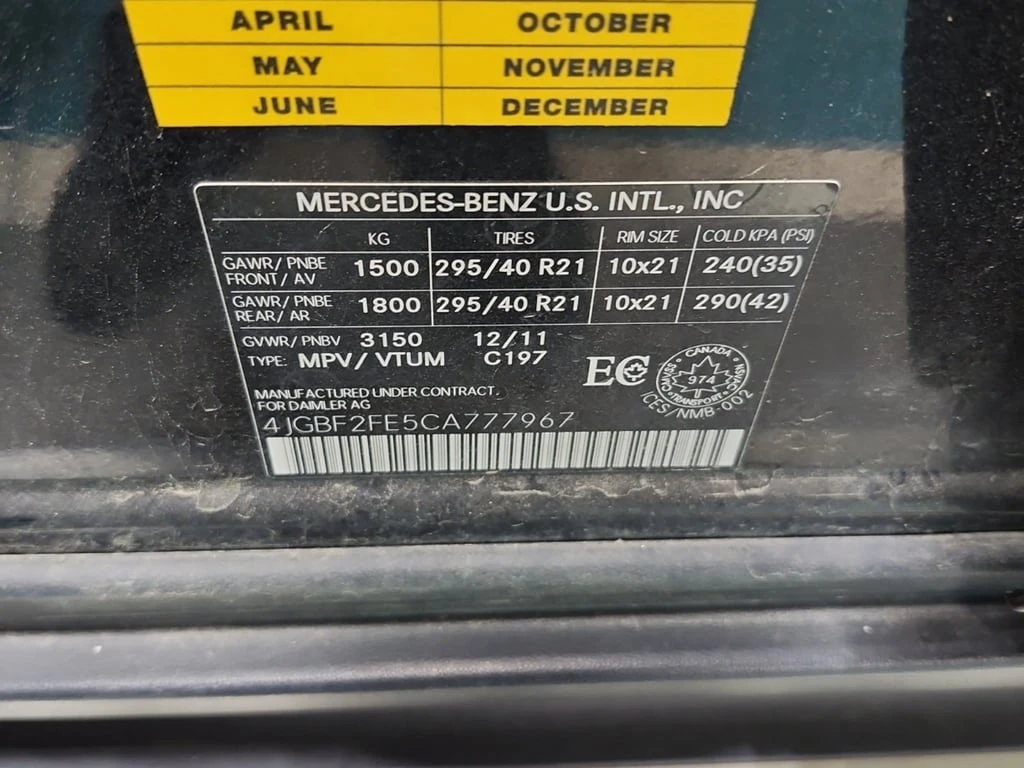 APRIL OCTOBER
MAY NOVEMBER
JUNE DECEMBER
MERCEDES-BENZ U.S. INTL., INC
KG TIRES RIM SIZE COLD KPA (PSI)
GAWR / PNBE FRONT / AV 1500 295/40 R21 10x21 240(35)
GAWR / PNBE REAR / AR 1800 295/40 R21 10x21 290(42)
GVWR / PNBV 3150 12/11
TYPE: MPV / VTUM C197
EC
CANADA
CMVSS 974 NSVAC
TRANSPORT
ICES/NMB-002
MANUFACTURED UNDER CONTRACT.
FOR DAIMLER AG
4JGBF2FE5CA777967